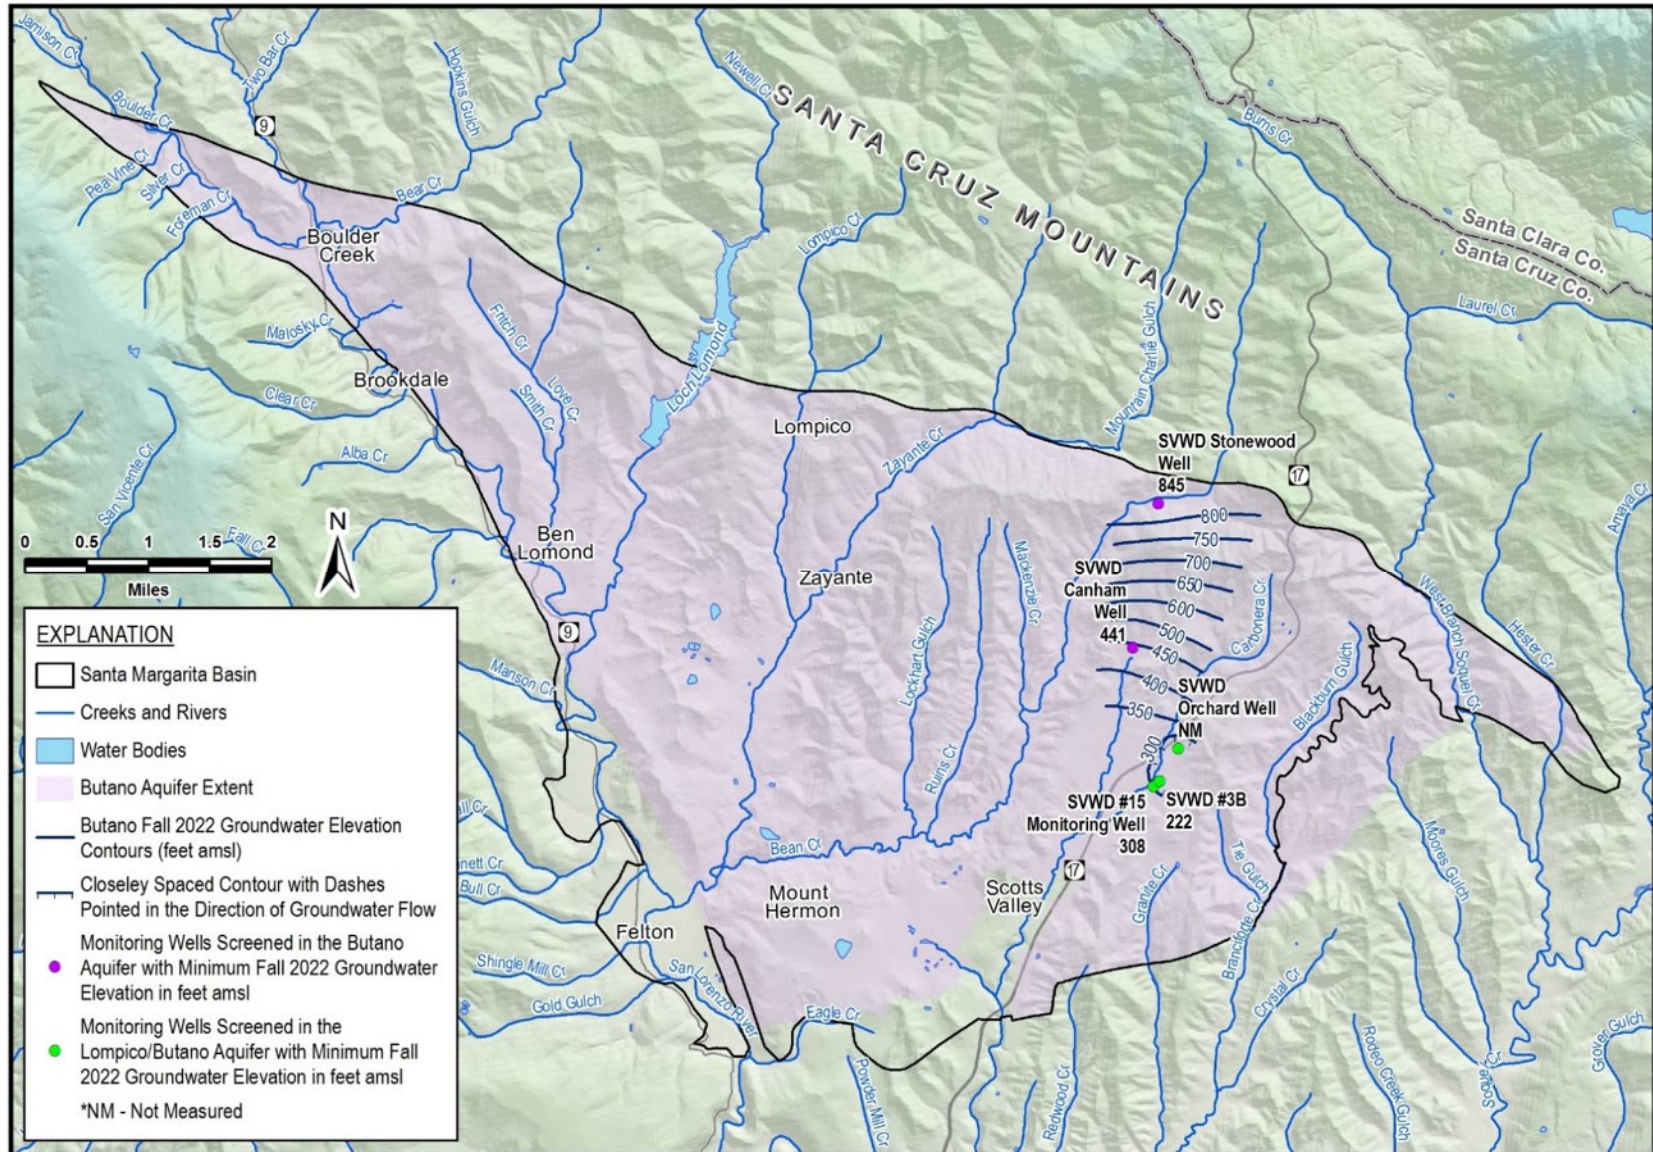 Jamison Cr
Two Bar Cr
Hopkins Gulch
Newell Cr
SANTA CRUZ MOUNTAINS
Burns Cr
9
Boulder Cr
Pea Vine Cr
Silver Cr
Foreman Cr
Bear Cr
Boulder
Creek
Lompico Cr
Santa Clara Co.
Santa Cruz Co.
Laurel Cr
Malosky Cr
Fritch Cr
Loch Lomond
Mountain Charlie Gulch
Brookdale
Clear Cr
Smith Cr
Love Cr
Lompico
Zayante Cr
SVWD Stonewood
Well
845
17
Alba Cr
San Vicente Cr
Fall Cr
Amaya Cr
0 0.5 1 1.5 2
Miles
N
Ben
Lomond
Zayante
Mackenzie Cr
Lockhart Gulch
Ruins Cr
800
750
700
650
600
500
450
400
350
300
SVWD
Canham
Well
441
Carbonera Cr
SVWD
Orchard Well
NM
Blackburn Gulch
West Branch Soquel Cr
Hester Cr
9
Manson Cr
SVWD #15
Monitoring Well
308
SVWD #3B
222
Bean Cr
Tie Gulch
Moores Gulch
17
Mount
Hermon
Scotts
Valley
Granite Cr
Branciforte Cr
Crystal Cr
all Cr
nett Cr
Bull Cr
Felton
Shingle Mill Cr
Gold Gulch
San Lorenzo River
Eagle Cr
Powder Mill Cr
Redwood Cr
Rodeo Creek Gulch
Soquel Cr
Grover Gulch
EXPLANATION
Santa Margarita Basin
Creeks and Rivers
Water Bodies
Butano Aquifer Extent
Butano Fall 2022 Groundwater Elevation
Contours (feet amsl)
Closeley Spaced Contour with Dashes
Pointed in the Direction of Groundwater Flow
Monitoring Wells Screened in the Butano
Aquifer with Minimum Fall 2022 Groundwater
Elevation in feet amsl
Monitoring Wells Screened in the
Lompico/Butano Aquifer with Minimum Fall
2022 Groundwater Elevation in feet amsl
*NM - Not Measured